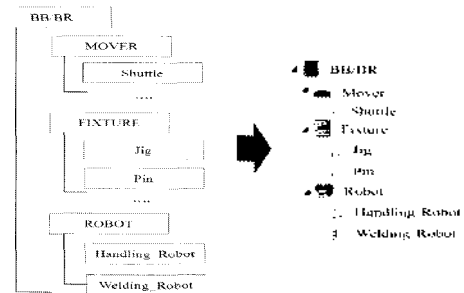 BB/BR
MOVER
Shuttle
....
FIXTURE
Jig
Pin
....
ROBOT
Handling_Robot
Welding_Robot
BB/BR
Mover
Shuttle
Fixture
Jig
Pin
Robot
Handling Robot
Welding Robot